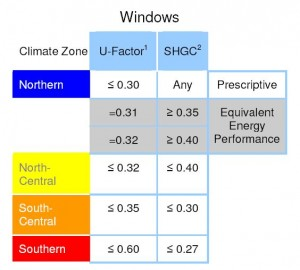 Windows
Climate Zone U-Factor¹ SHGC²
Northern ≤ 0.30 Any Prescriptive
=0.31 ≥ 0.35 Equivalent
Energy
Performance
=0.32 ≥ 0.40
North-
Central ≤ 0.32 ≤ 0.40
South-
Central ≤ 0.35 ≤ 0.30
Southern ≤ 0.60 ≤ 0.27